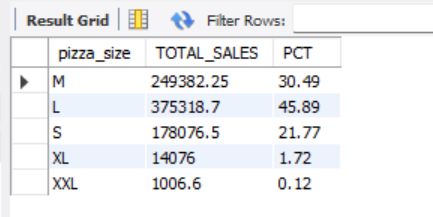 Result Grid Filter Rows:
pizza_size TOTAL_SALES PCT
M 249382.25 30.49
L 375318.7 45.89
S 178076.5 21.77
XL 14076 1.72
XXL 1006.6 0.12